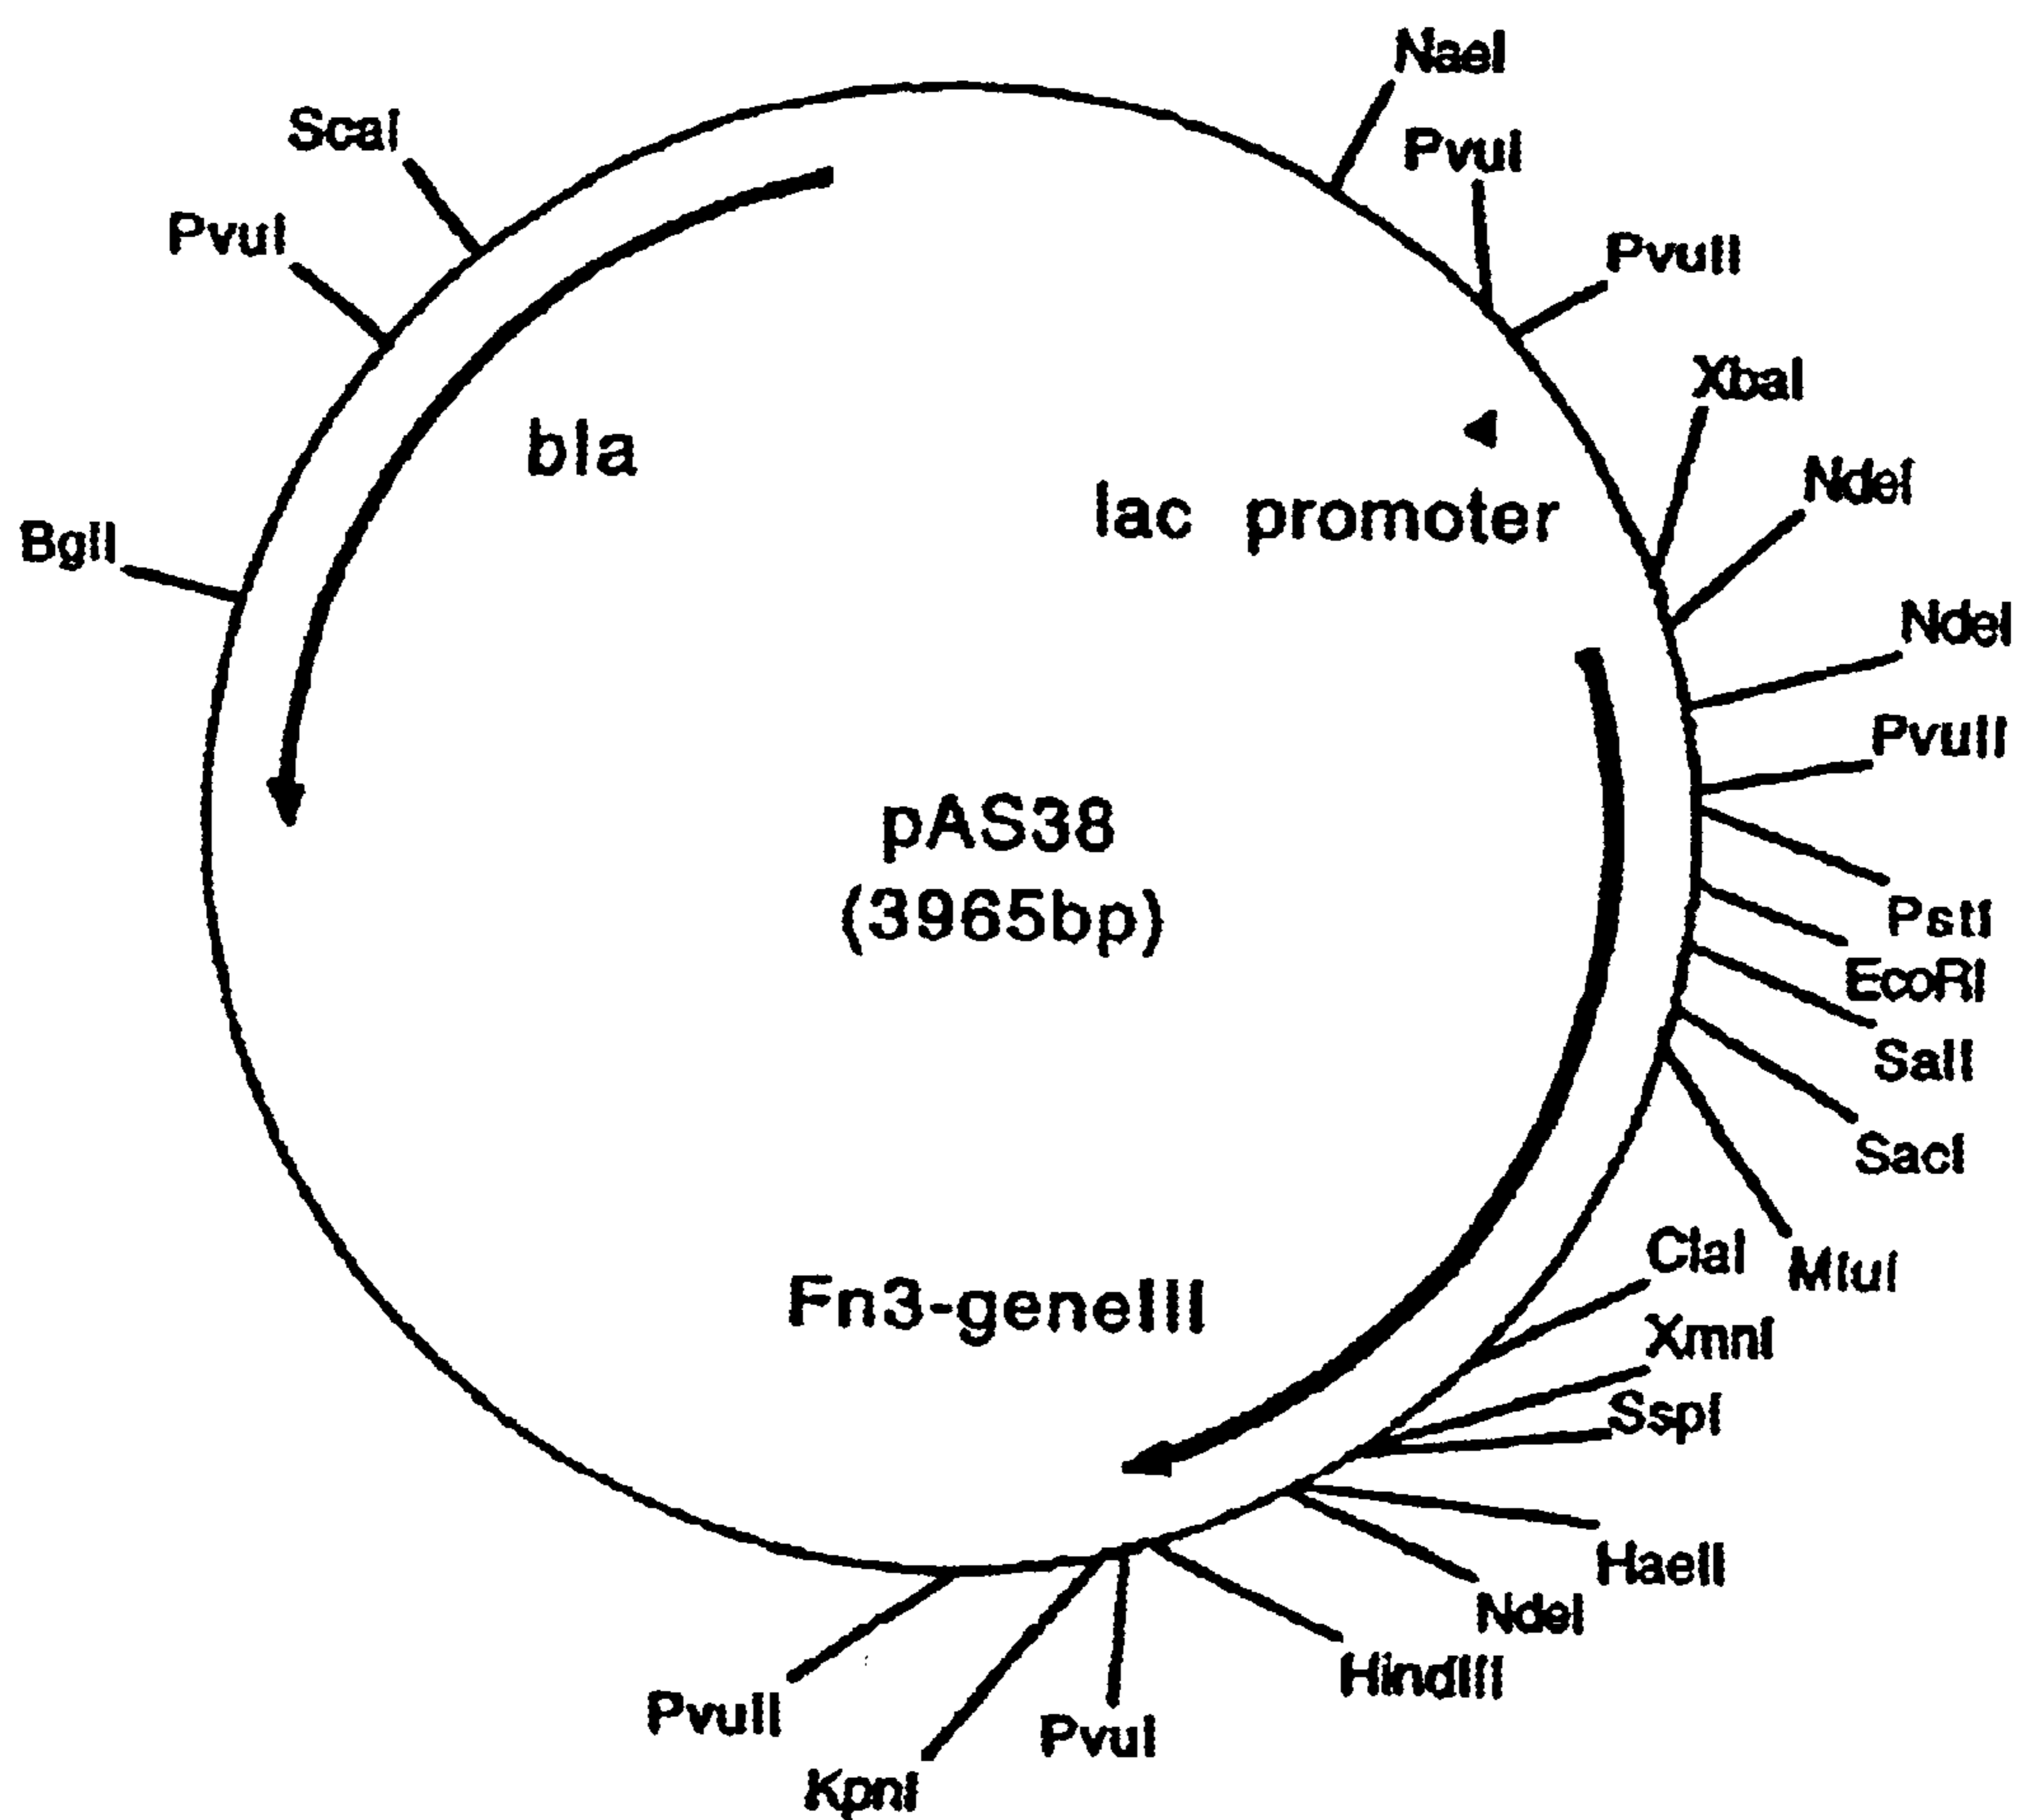 NaeI
ScaI
PvuI
PvuI
PvuII
XbaI
bla
NdeI
lac promoter
BglI
NdeI
PvuII
pAS38
(3965bp)
PstI
EcoRI
SalI
SacI
ClaI
MluI
Fn3-geneIII
XmnI
SspI
HaeII
NdeI
HindIII
PvuII
PvuI
KpnI